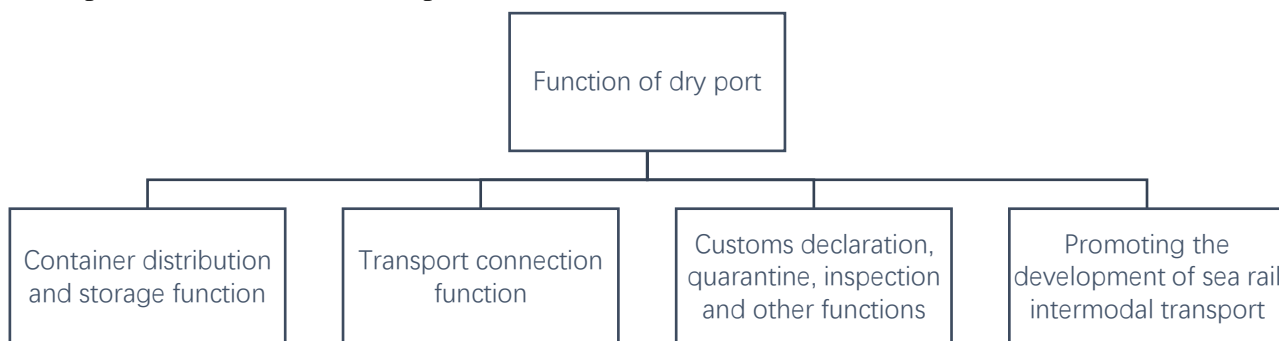 Function of dry port
Container distribution
and storage function
Transport connection
function
Customs declaration,
quarantine, inspection
and other functions
Promoting the
development of sea rail
intermodal transport